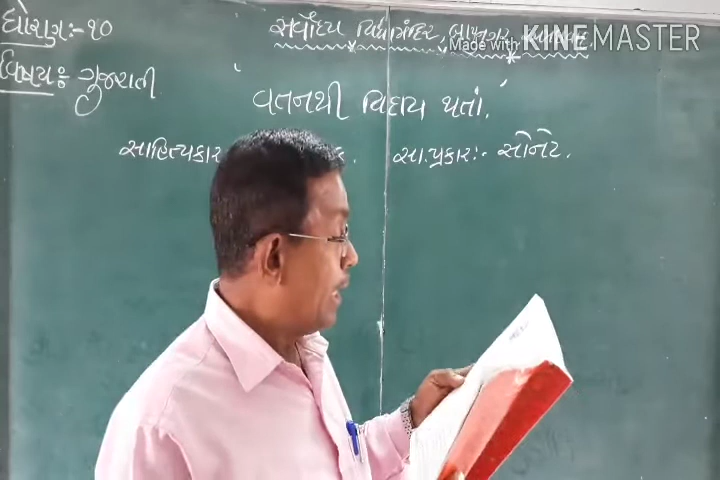 ધોરણઃ-૧૦
સર્વોદય વિદ્યામંદિર,
Made with KINEMASTER
વિષયઃ ગુજરાતી
વતનથી વિદાય થતાં.
સાહિત્યકાર
સા.પ્રકારઃ- સોનેટ.